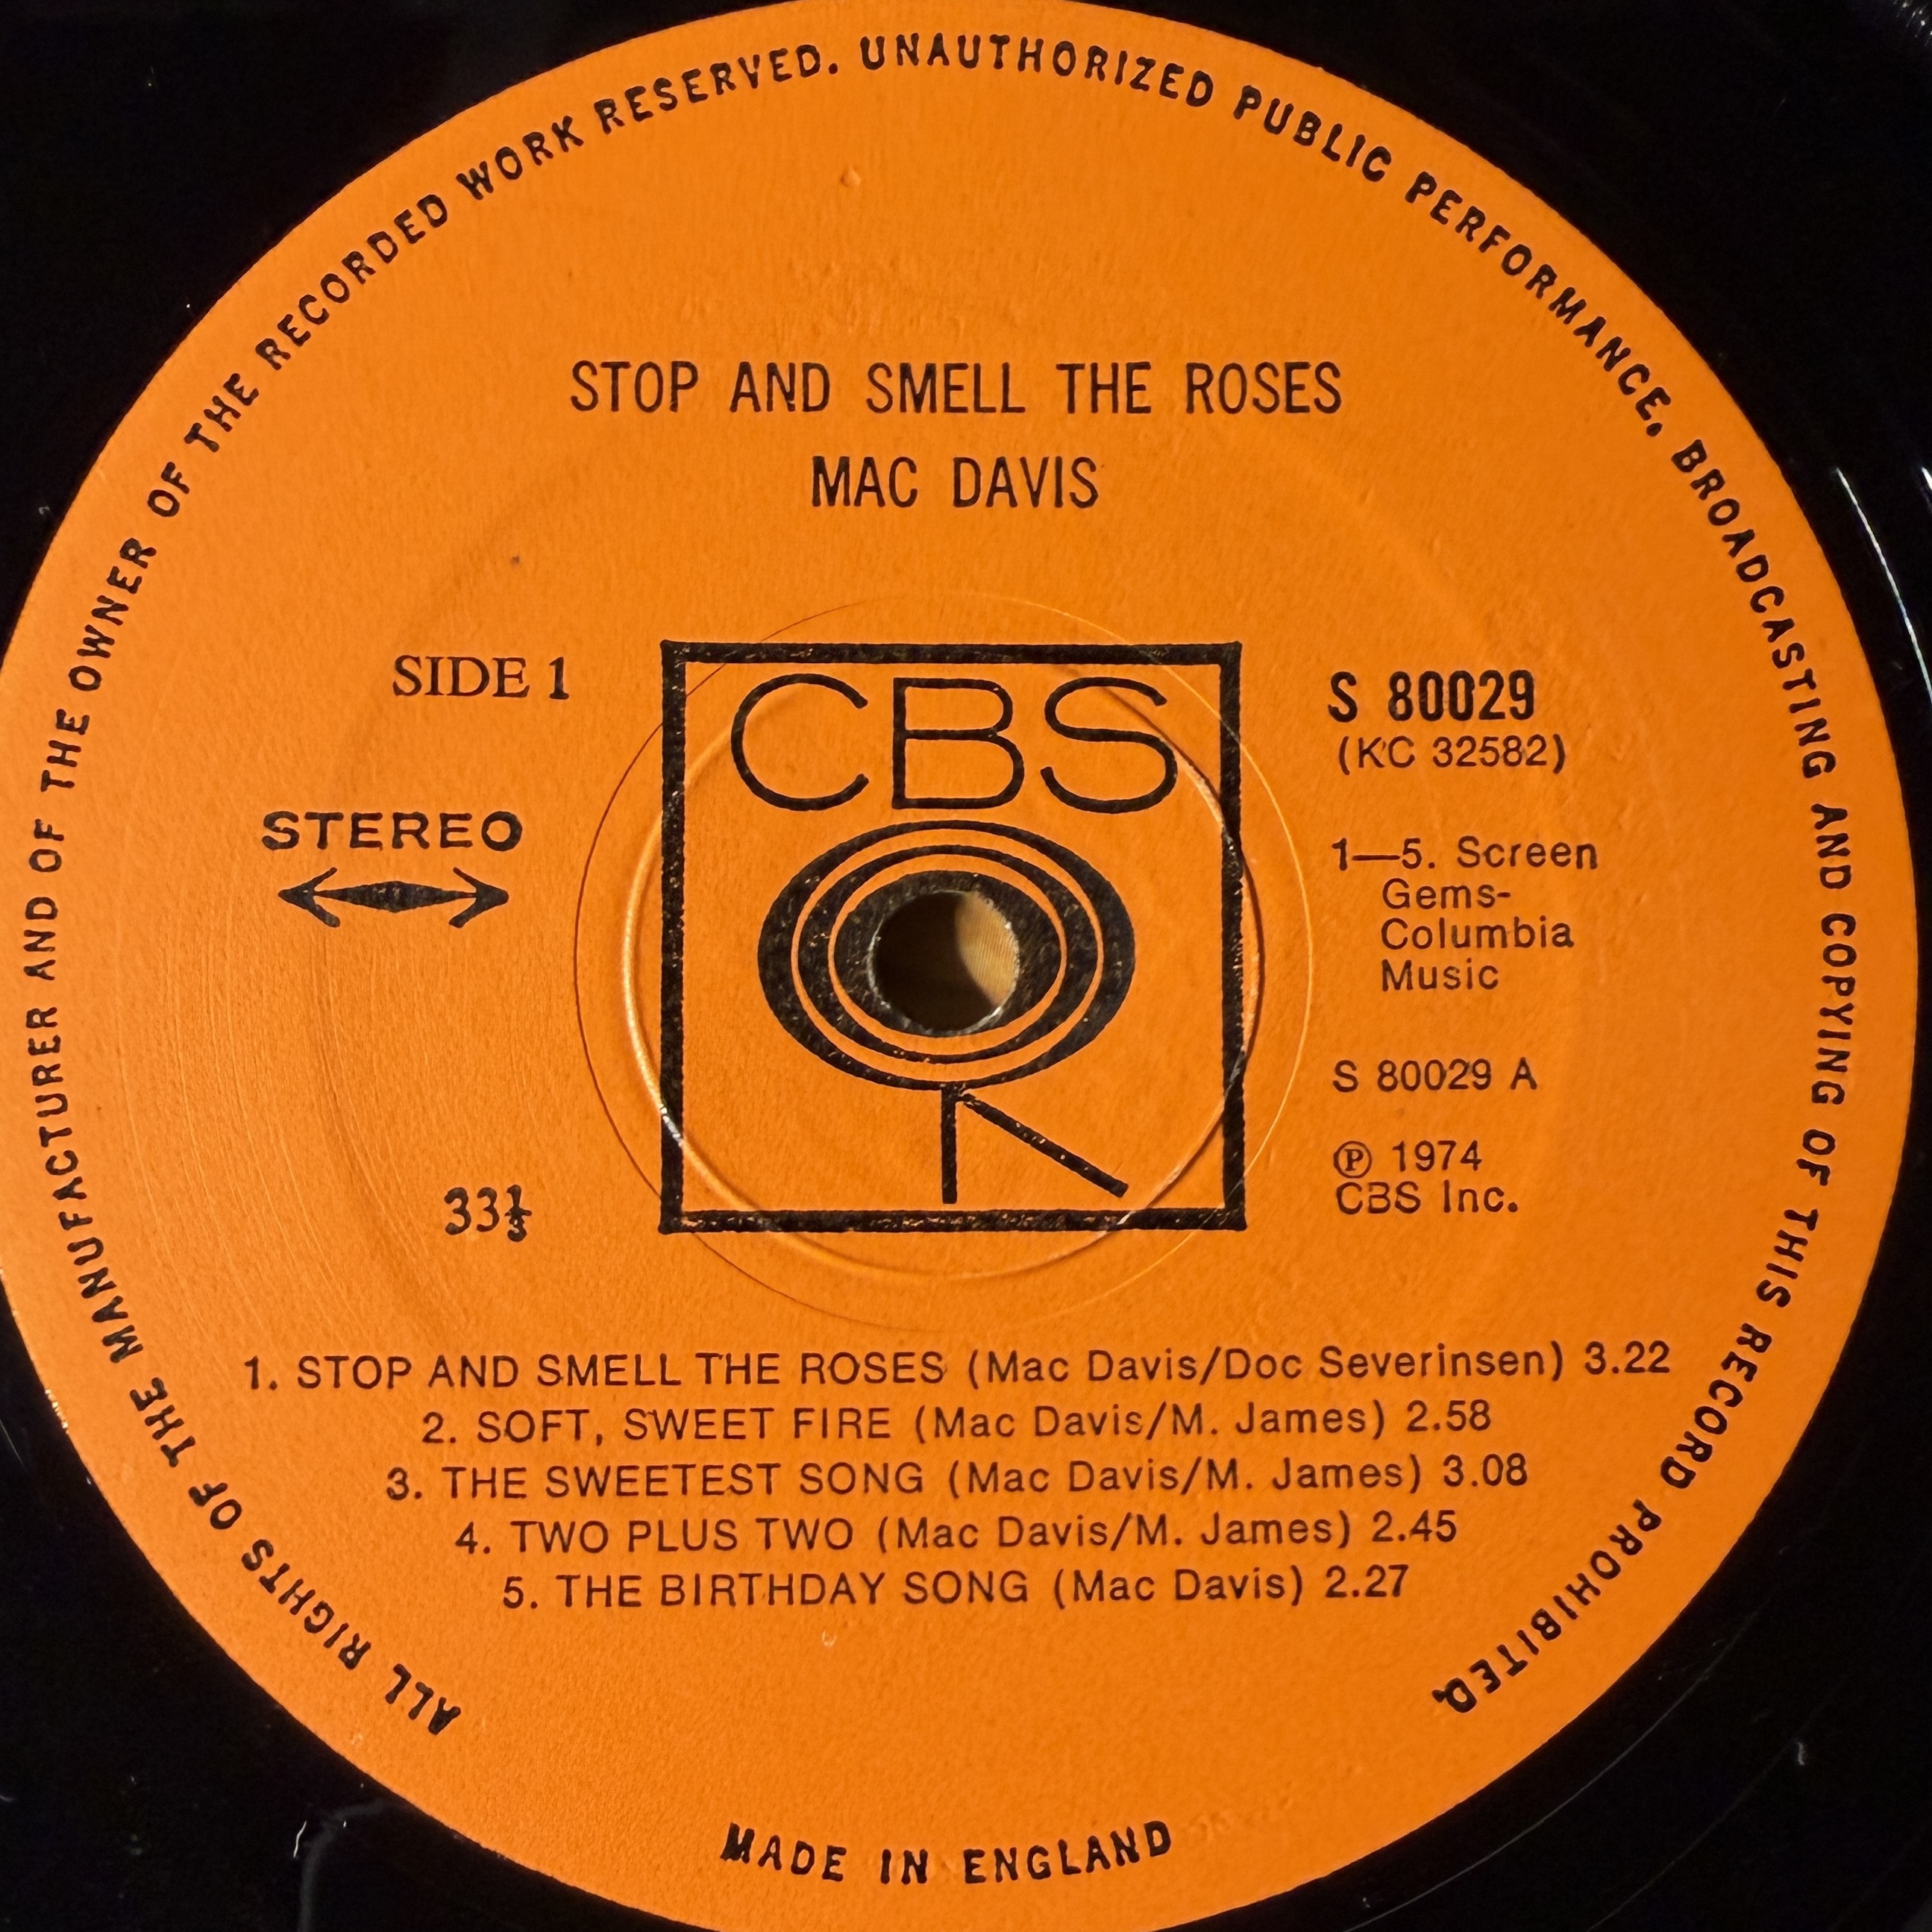 ALL RIGHTS OF THE MANUFACTURER AND OF THE OWNER OF THE RECORDED WORK RESERVED. UNAUTHORIZED PUBLIC PERFORMANCE, BROADCASTING AND COPYING OF THIS RECORD PROHIBITED.
STOP AND SMELL THE ROSES
MAC DAVIS
SIDE 1
STEREO
33⅓
CBS
S 80029
(KC 32582)
1—5. Screen
Gems-
Columbia
Music
S 80029 A
℗ 1974
CBS Inc.
1. STOP AND SMELL THE ROSES (Mac Davis/Doc Severinsen) 3.22
2. SOFT, SWEET FIRE (Mac Davis/M. James) 2.58
3. THE SWEETEST SONG (Mac Davis/M. James) 3.08
4. TWO PLUS TWO (Mac Davis/M. James) 2.45
5. THE BIRTHDAY SONG (Mac Davis) 2.27
MADE IN ENGLAND